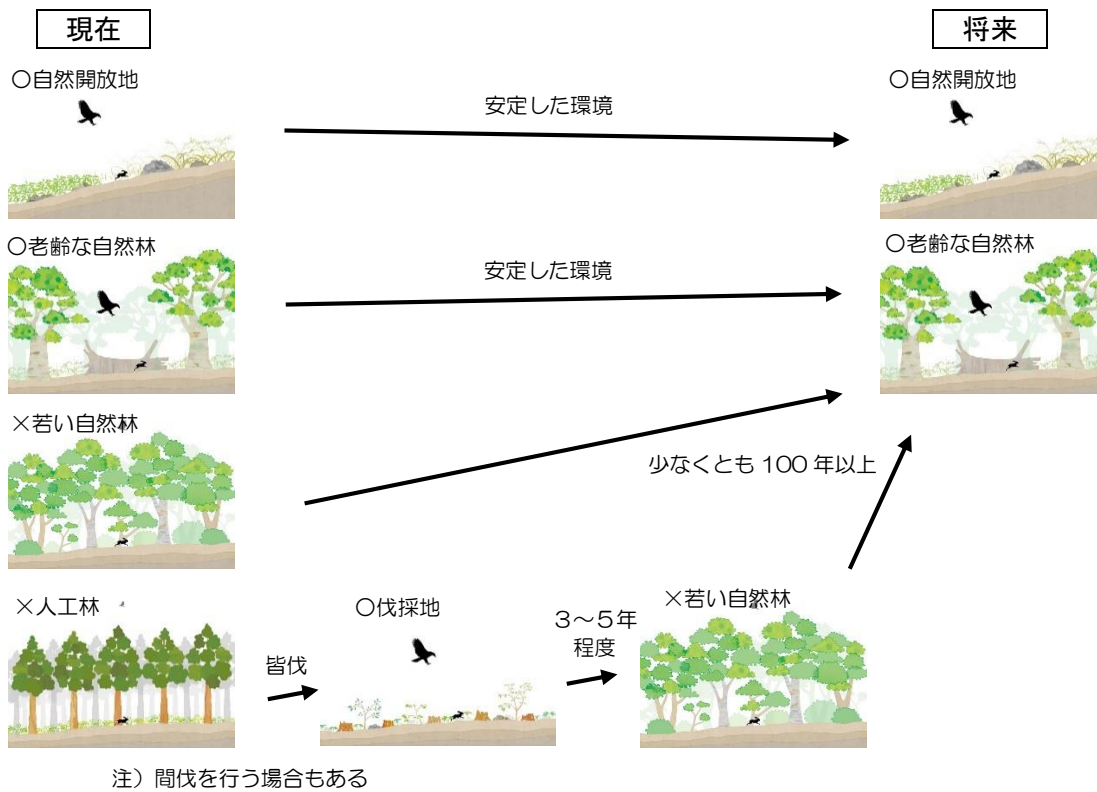 現在
将来
○自然開放地
安定した環境
○自然開放地
○老齢な自然林
安定した環境
○老齢な自然林
×若い自然林
少なくとも 100 年以上
×人工林
皆伐
○伐採地
3~5年
程度
×若い自然林
注）間伐を行う場合もある